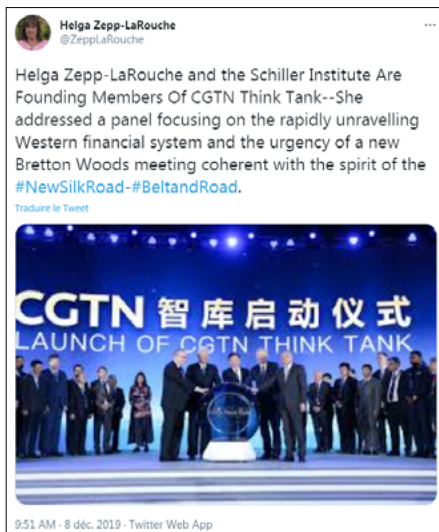 Helga Zepp-LaRouche
@ZeppLaRouche
Helga Zepp-LaRouche and the Schiller Institute Are
Founding Members Of CGTN Think Tank--She
addressed a panel focusing on the rapidly unravelling
Western financial system and the urgency of a new
Bretton Woods meeting coherent with the spirit of the
#NewSilkRoad-#BeltandRoad.
Traduire le Tweet
CGTN 智库启动仪式
LAUNCH OF CGTN THINK TANK
9:51 AM · 8 déc. 2019 · Twitter Web App